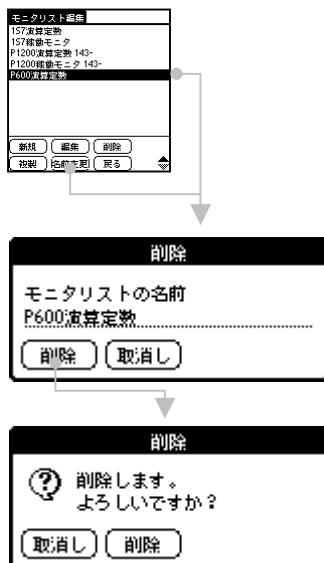 モニタリスト編集
157演算定数
157稼動モニタ
P1200演算定数 143-
P1200稼動モニタ 143-
P600演算定数
新規 編集 削除
複製 名前変更 戻る
削除
モニタリストの名前
P600演算定数
削除 取消し
削除
削除します。
よろしいですか?
取消し 削除